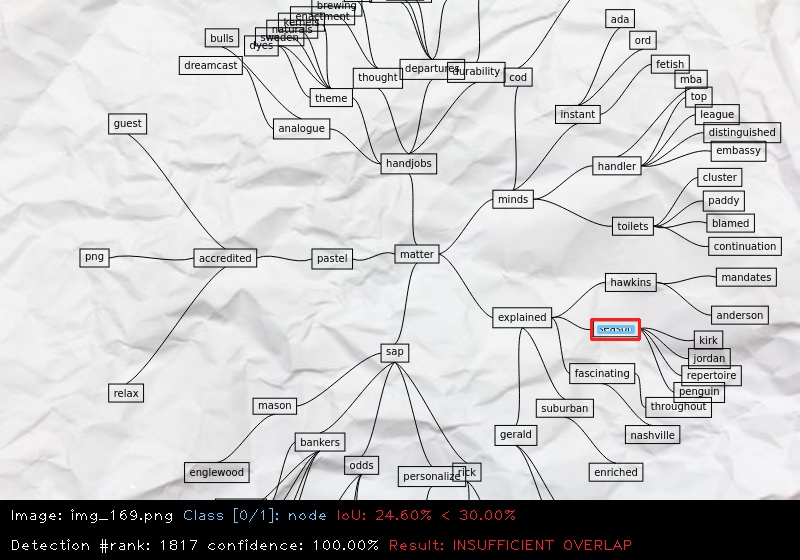 brewing
enactment
ada
kernels
naturals
bulls
sweden
ord
dyes
dreamcast
fetish
departures
durability
thought
cod
mba
theme
top
instant
league
guest
analogue
distinguished
embassy
handjobs
handler
cluster
minds
paddy
toilets
blamed
continuation
matter
png
accredited
pastel
mandates
hawkins
explained
anderson
season
kirk
sap
jordan
fascinating
repertoire
relax
penguin
mason
suburban
throughout
gerald
nashville
bankers
odds
englewood
personalize
rick
enriched
Image: img_169.png Class [0/1]: node IoU: 24.60% < 30.00%
Detection #rank: 1817 confidence: 100.00% Result: INSUFFICIENT OVERLAP